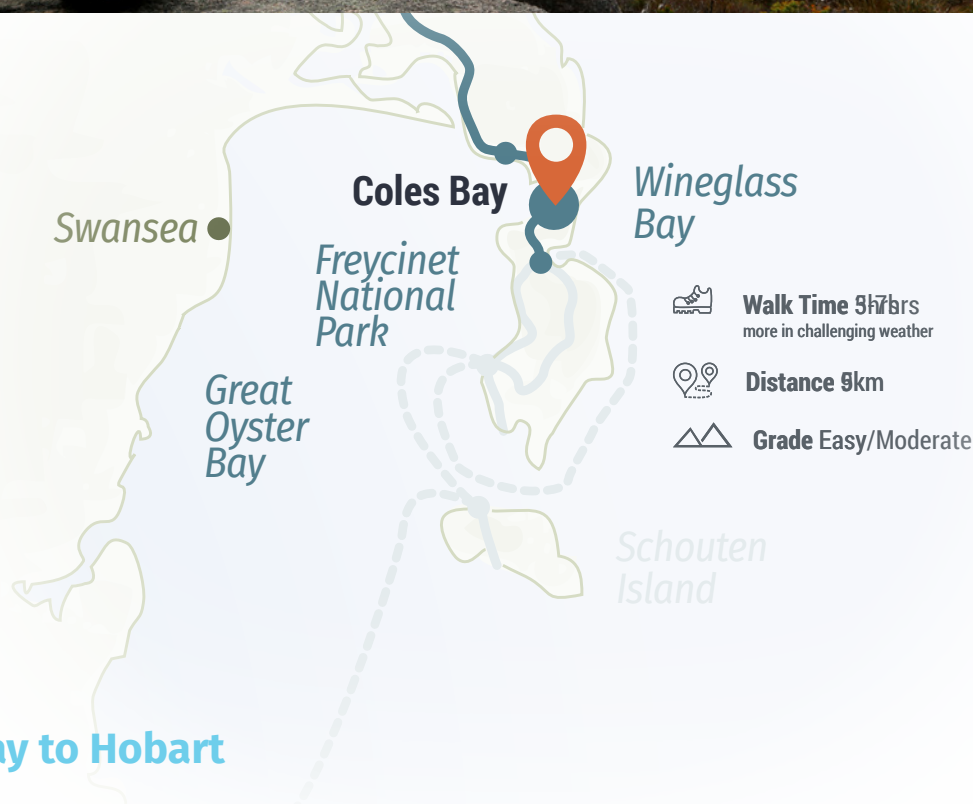 Coles Bay
Wineglass
Bay
Swansea
Freycinet
National
Park
Walk Time
more in challenging weather
Great
Oyster
Bay
Distance
Grade Easy/Moderate
Schouten
Island
to Hobart